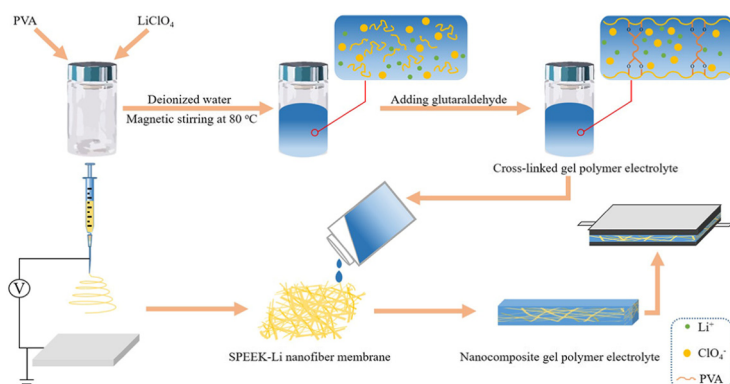 PVA
LiClO₄
Deionized water
Magnetic stirring at 80 °C
Adding glutaraldehyde
Cross-linked gel polymer electrolyte
V
SPEEK-Li nanofiber membrane
Nanocomposite gel polymer electrolyte
Li⁺
ClO₄⁻
PVA